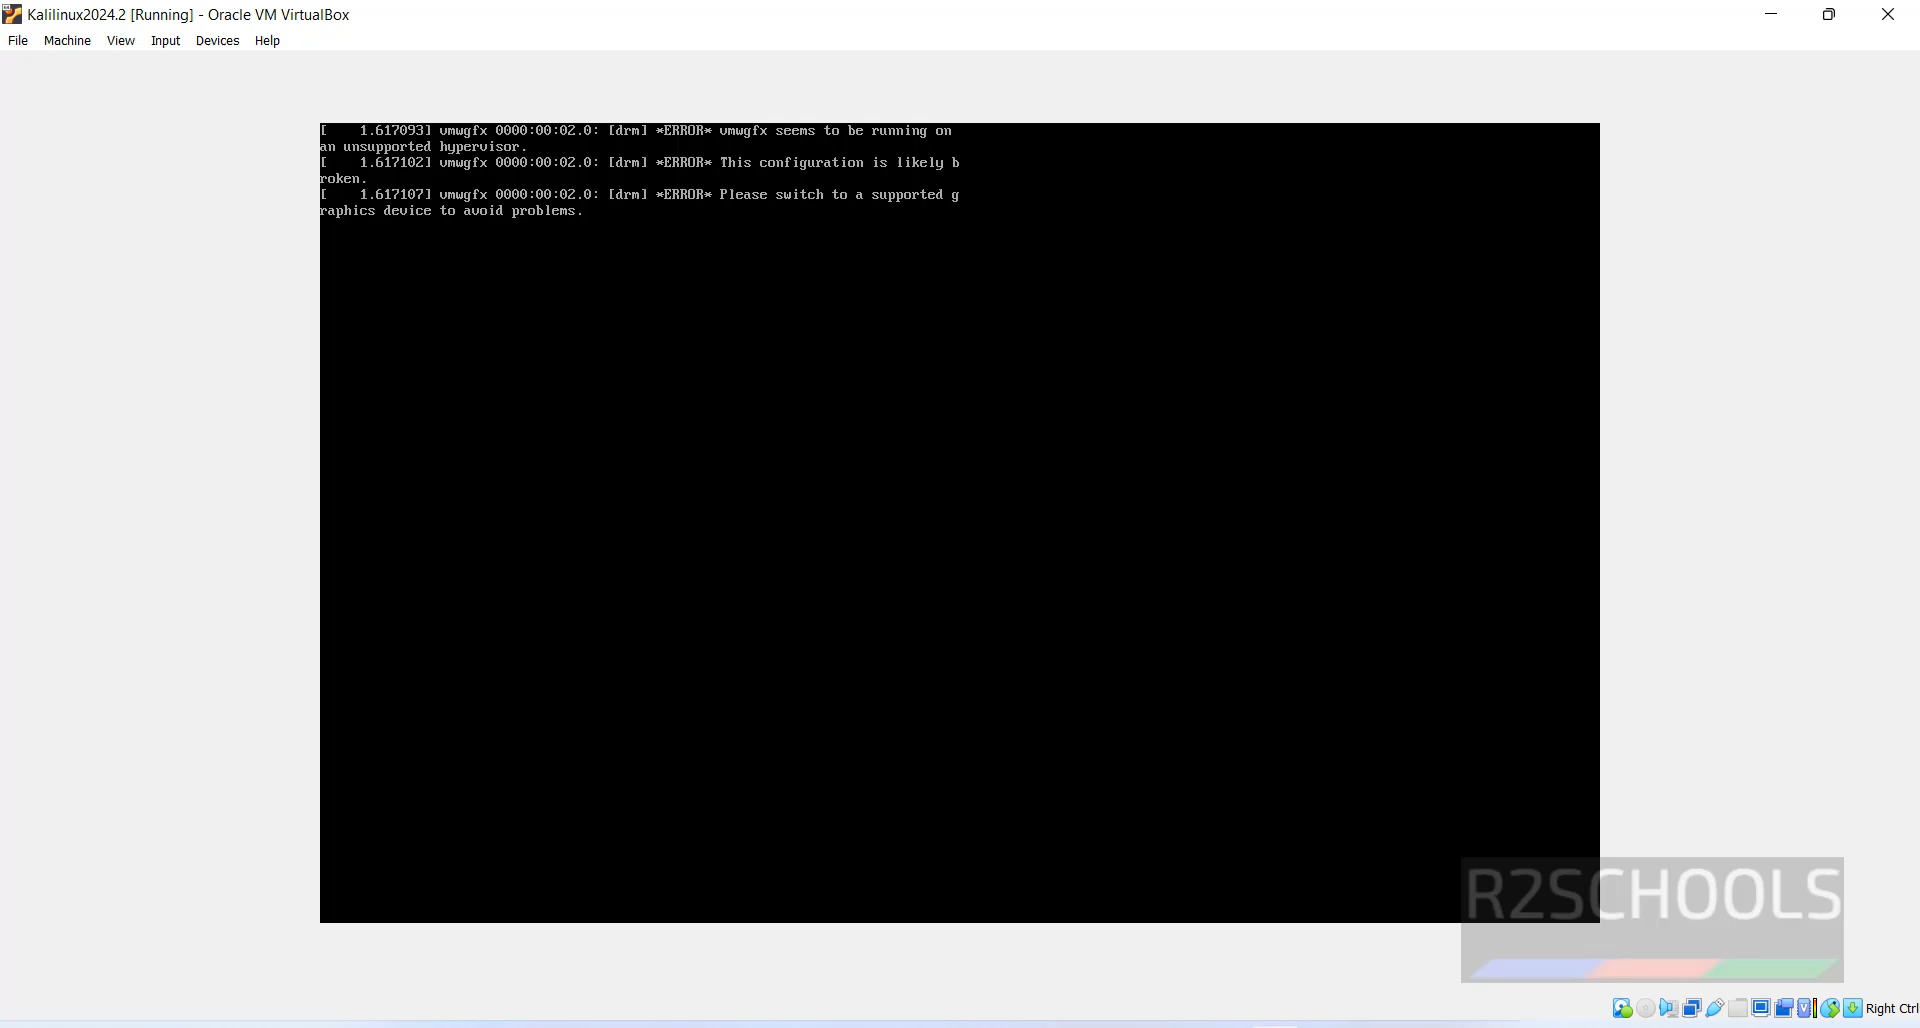 Kalilinux2024.2 [Running] - Oracle VM VirtualBox
File Machine View Input Devices Help
[    1.617093] vmwgfx 0000:00:02.0: [drm] *ERROR* vmwgfx seems to be running on
an unsupported hypervisor.
[    1.617102] vmwgfx 0000:00:02.0: [drm] *ERROR* This configuration is likely b
roken.
[    1.617107] vmwgfx 0000:00:02.0: [drm] *ERROR* Please switch to a supported g
raphics device to avoid problems.
R2SCHOOLS
Right Ctrl